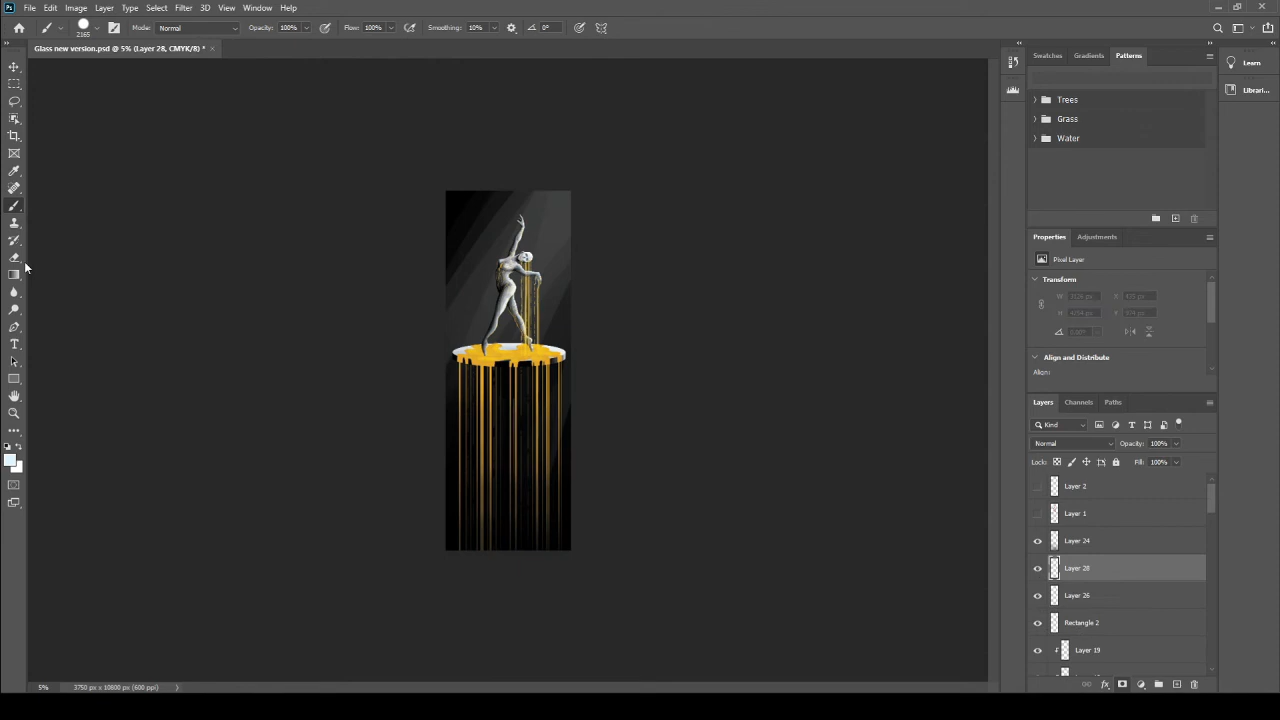 Ps File Edit Image Layer Type Select Filter 3D View Window Help
2165 Mode: Normal Opacity: 100% Flow: 100% Smoothing: 10% 0°
Glass new version.psd @ 5% (Layer 28, CMYK/8) *
Swatches Gradients Patterns
Learn
Librari...
Trees
Grass
Water
Properties Adjustments
Pixel Layer
Transform
Align and Distribute
Align:
Layers Channels Paths
Kind
Normal Opacity: 100%
Lock: Fill: 100%
Layer 2
Layer 1
Layer 24
Layer 28
Layer 26
Rectangle 2
Layer 19
5% 3750 px x 10800 px (600 ppi)